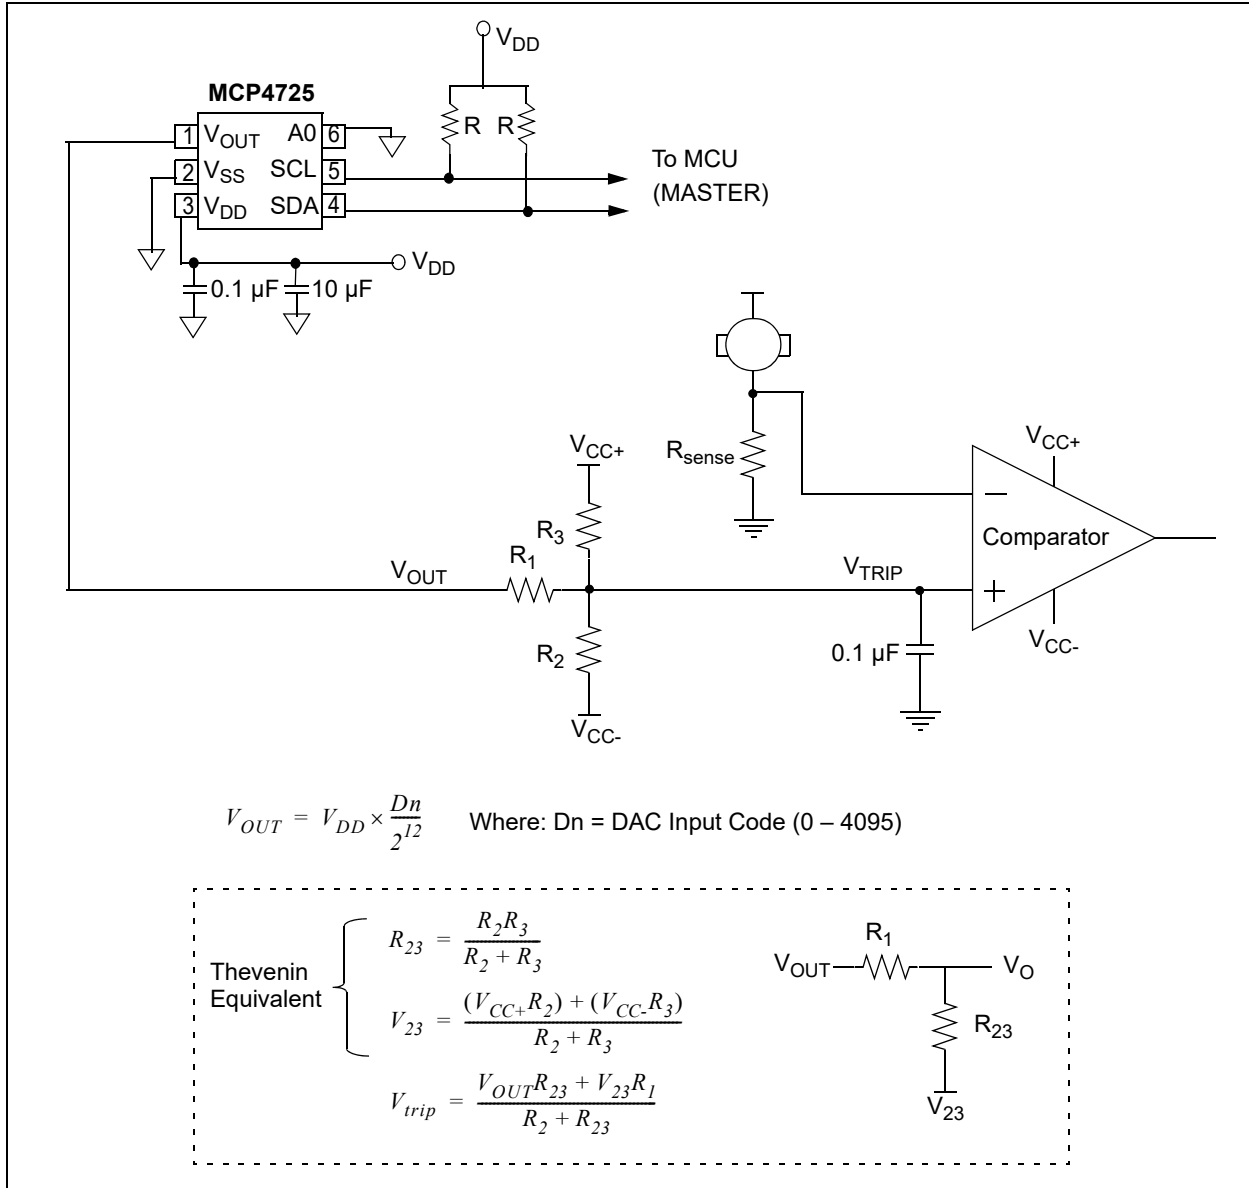 V_DD
MCP4725
1 V_OUT A0 6
2 V_SS SCL 5
3 V_DD SDA 4
R R
To MCU
(MASTER)
V_DD
0.1 µF 10 µF
R_sense
V_CC+
V_CC+
R_3
R_1
V_OUT
V_TRIP
–
Comparator
+
R_2
0.1 µF
V_CC-
V_CC-
V_OUT = V_DD × Dn / 2^12 Where: Dn = DAC Input Code (0 – 4095)
Thevenin
Equivalent
R_23 = R_2R_3 / R_2 + R_3
V_23 = (V_CC+R_2) + (V_CC-R_3) / R_2 + R_3
V_trip = V_OUTR_23 + V_23R_1 / R_2 + R_23
R_1
V_OUT V_O
R_23
V_23